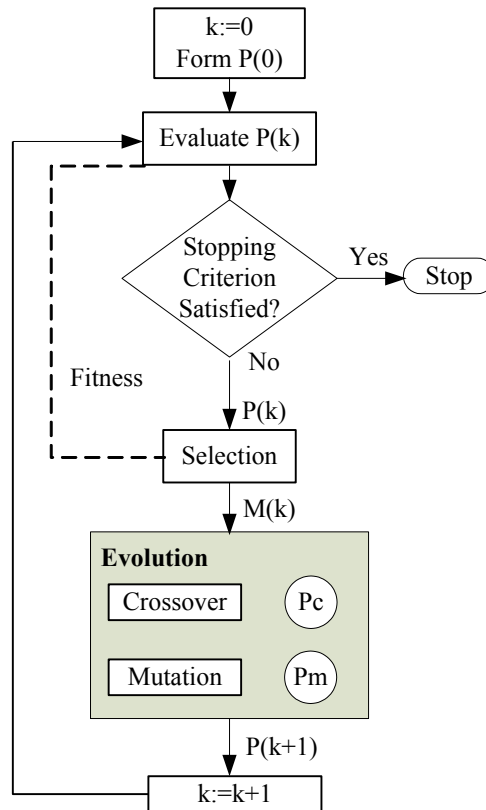 k:=0
Form P(0)
Evaluate P(k)
Stopping
Criterion
Satisfied?
Yes
Stop
No
Fitness
P(k)
Selection
M(k)
Evolution
Crossover
Pc
Mutation
Pm
P(k+1)
k:=k+1